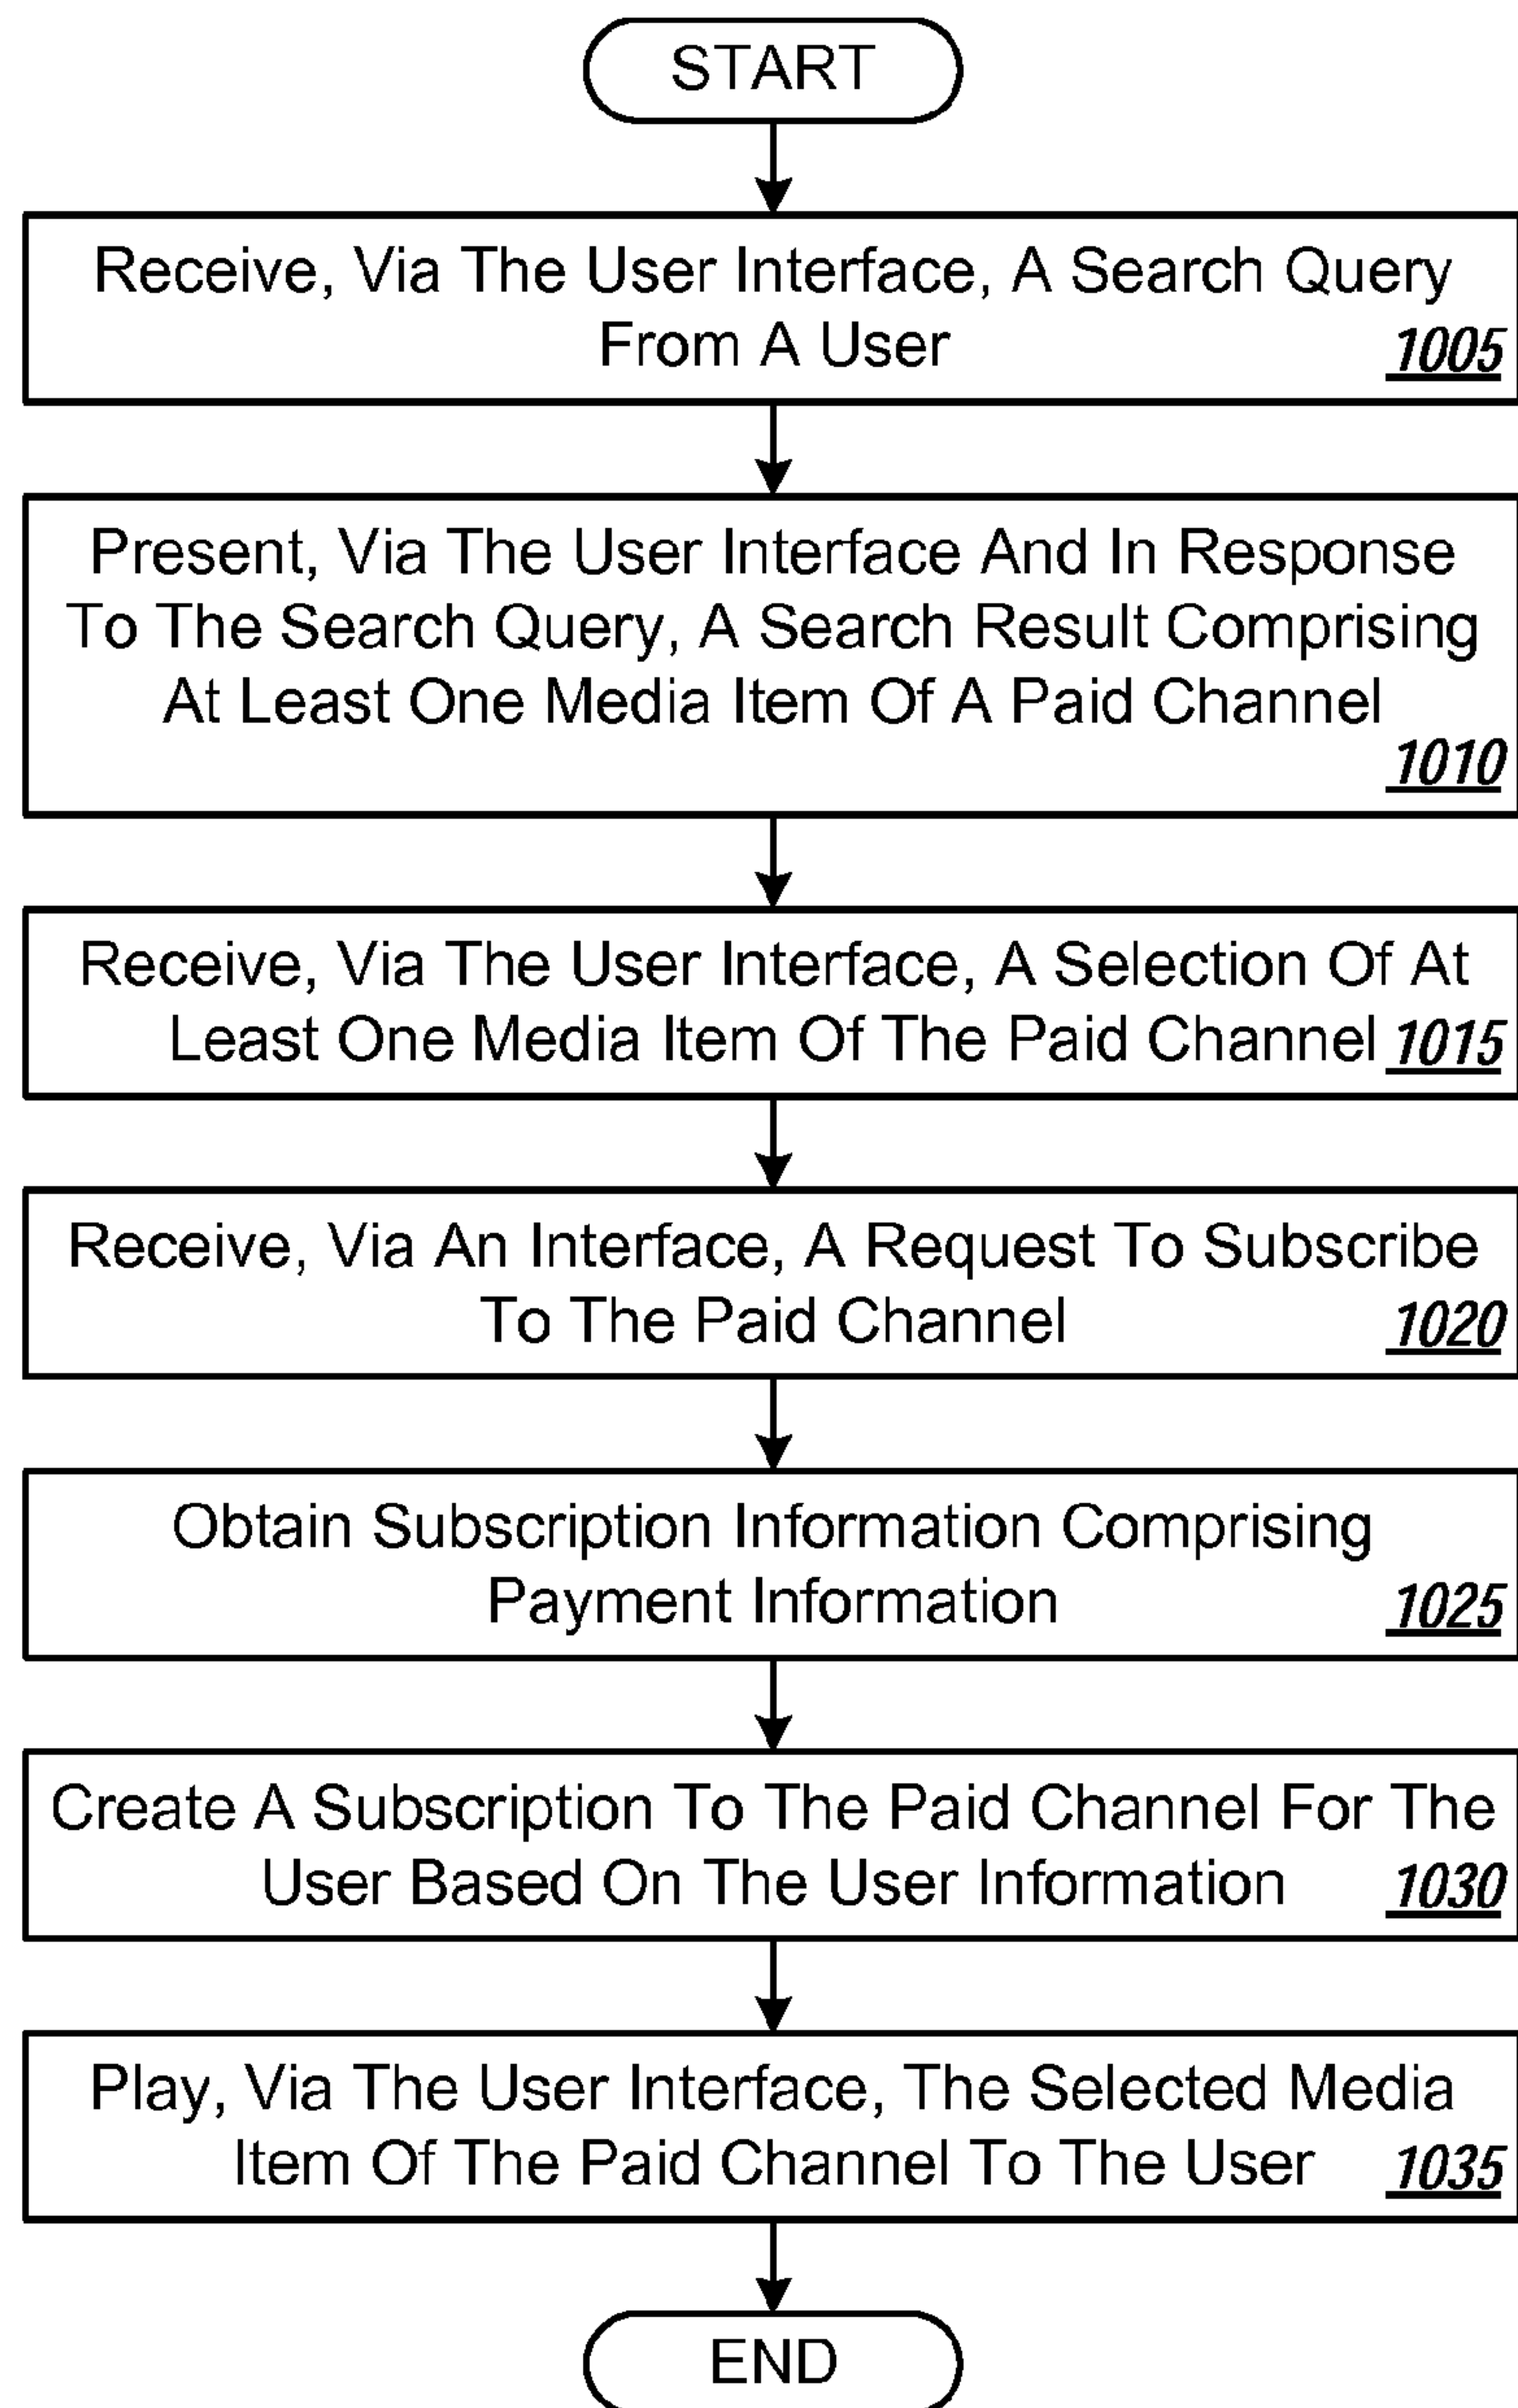 START
Receive, Via The User Interface, A Search Query
From A User
1005
Present, Via The User Interface And In Response
To The Search Query, A Search Result Comprising
At Least One Media Item Of A Paid Channel
1010
Receive, Via The User Interface, A Selection Of At
Least One Media Item Of The Paid Channel
1015
Receive, Via An Interface, A Request To Subscribe
To The Paid Channel
1020
Obtain Subscription Information Comprising
Payment Information
1025
Create A Subscription To The Paid Channel For The
User Based On The User Information
1030
Play, Via The User Interface, The Selected Media
Item Of The Paid Channel To The User
1035
END